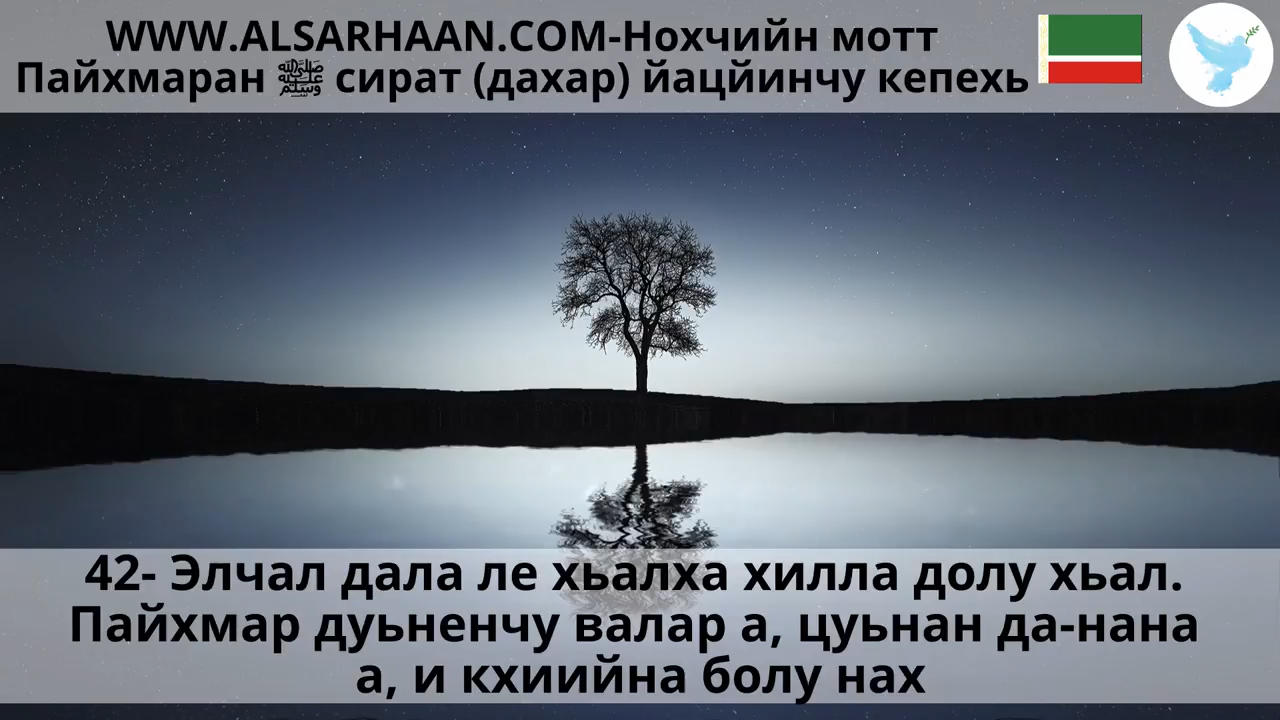 WWW.ALSARHAAN.COM-Нохчийн мотт
Пайхмаран ﷺ сират (дахар) йацйинчу кепехь
42- Элчал дала ле хьалха хилла долу хьал.
Пайхмар дуьненчу валар а, цуьнан да-нана
а, и кхиийна болу нах